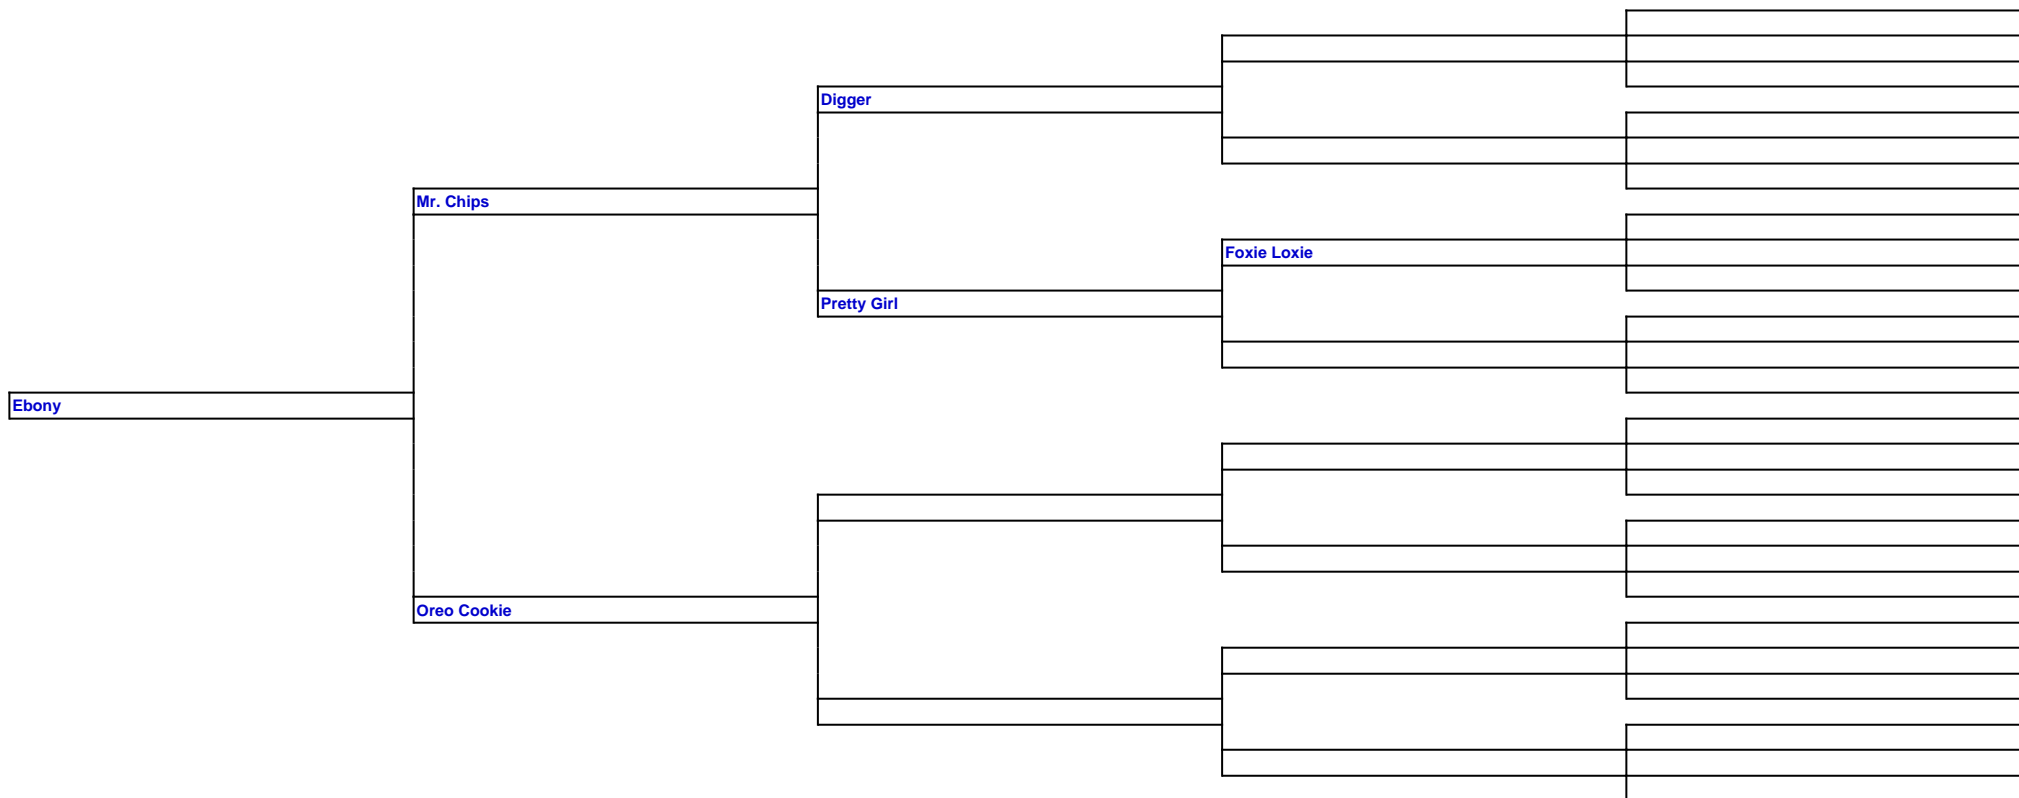 Digger
Mr. Chips
Foxie Loxie
Pretty Girl
Ebony
Oreo Cookie